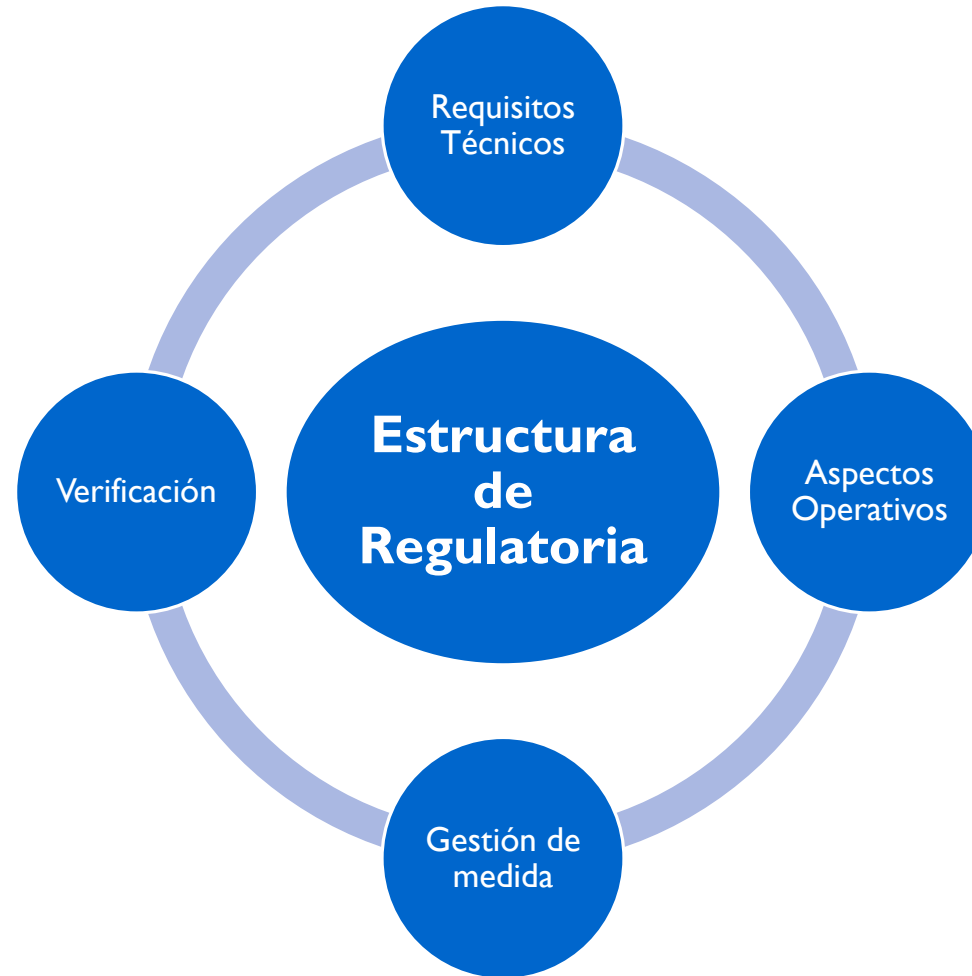 Requisitos
Técnicos
Estructura
de
Regulatoria
Verificación
Aspectos
Operativos
Gestión de
medida